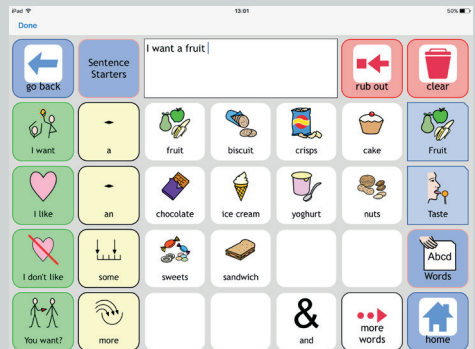 iPad 13:01 50%
Done
go back
Sentence
Starters
I want a fruit
rub out
clear
I want
a
fruit
biscuit
crisps
cake
Fruit
I like
an
chocolate
ice cream
yoghurt
nuts
Taste
I don't like
some
sweets
sandwich
Abcd
Words
You want?
more
&
and
more
words
home